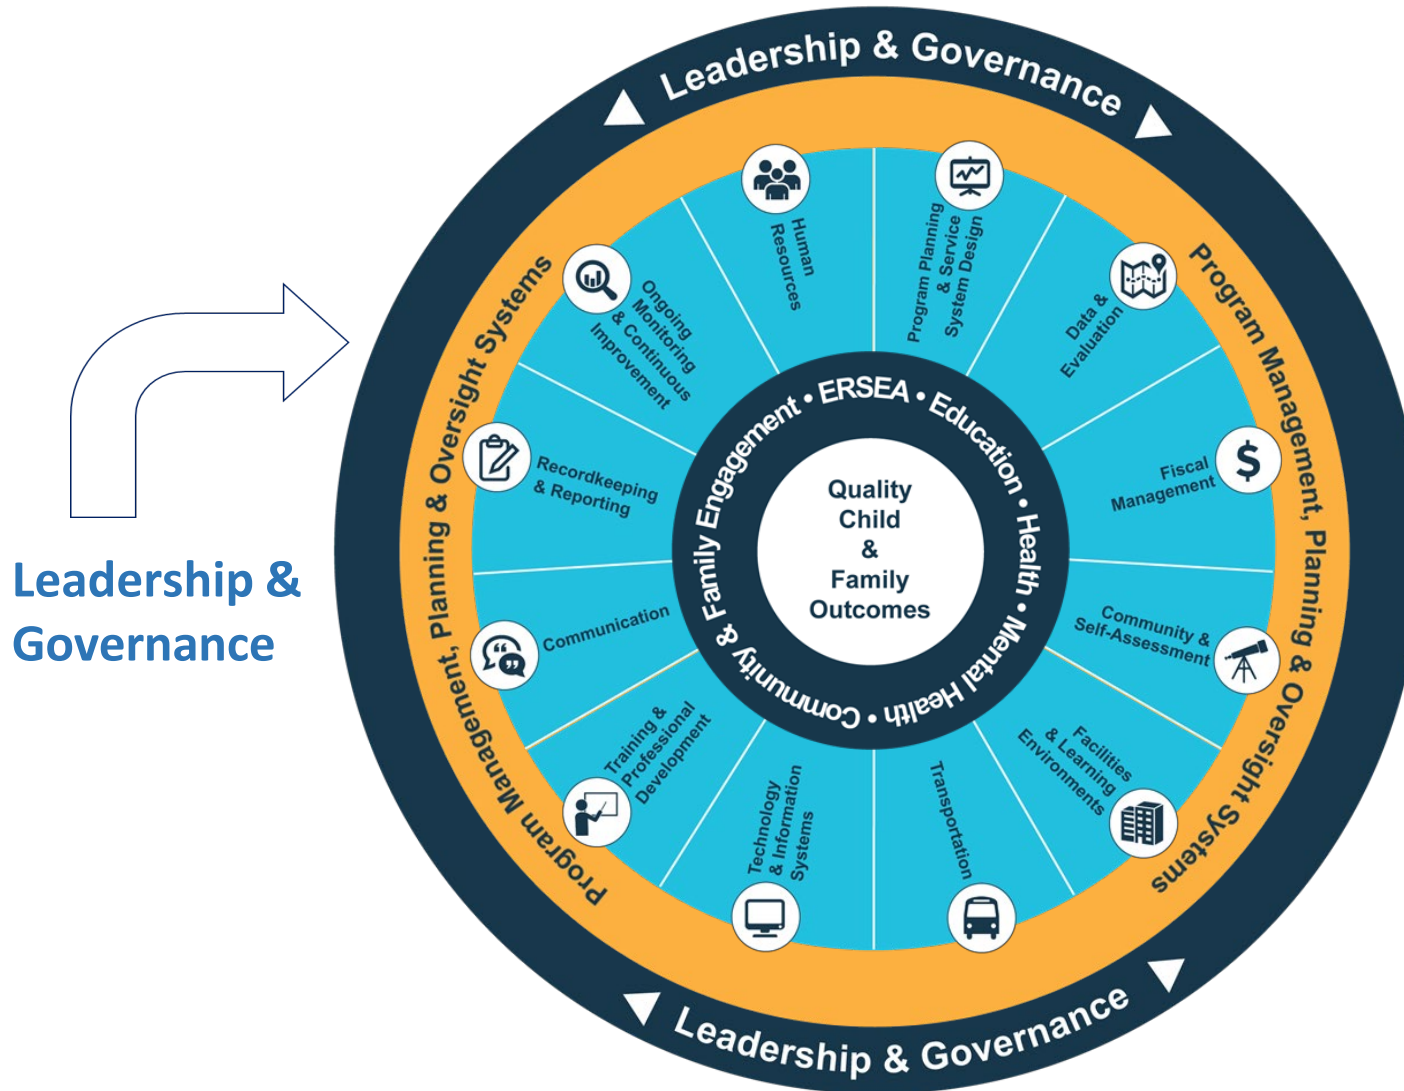 Leadership & Governance
Program Management, Planning & Oversight Systems
Program Management, Planning & Oversight Systems
Human
Resources
Program Planning
& Service
System Design
Data &
Evaluation
Fiscal
Management
$
Community &
Self-Assessment
Facilities
& Learning
Environments
Transportation
Technology
& Information
Systems
Training &
Professional
Development
Communication
Recordkeeping
& Reporting
Ongoing
Monitoring
& Continuous
Improvement
ERSEA • Education • Health • Mental Health • Community & Family Engagement •
Quality
Child
&
Family
Outcomes
Leadership &
Governance
Leadership & Governance